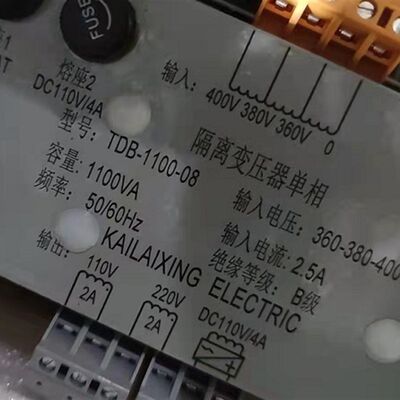 FUSE
熔座2
DC110V/4A
输入:
400V 380V 360V 0
型号: TDB-1100-08
容量: 1100VA
频率: 50/60Hz
隔离变压器单相
输入电压: 360-380-400
输入电流: 2.5A
绝缘等级: B级
KAILAIXING ELECTRIC
输出: 110V
2A
220V
2A
DC110V/4A